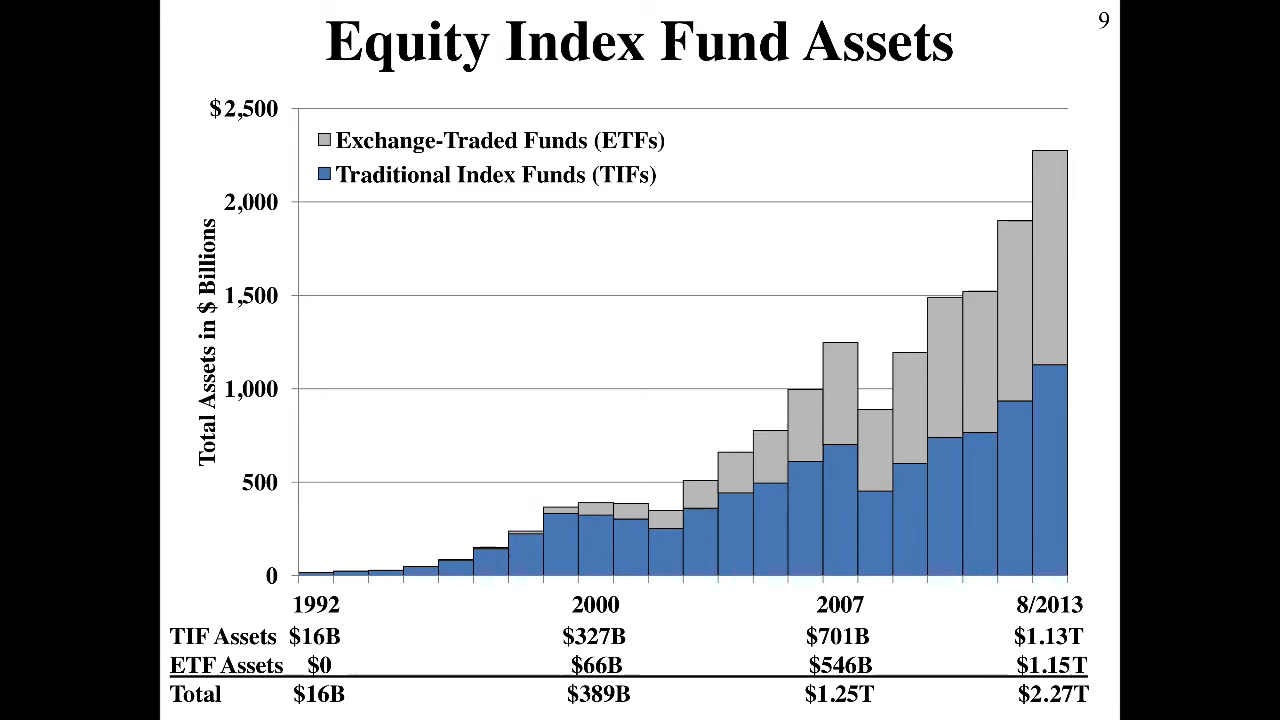 9
Equity Index Fund Assets
$2,500
Exchange-Traded Funds (ETFs)
Traditional Index Funds (TIFs)
2,000
1,500
1,000
500
0
Total Assets in $ Billions
1992 2000 2007 8/2013
TIF Assets $16B $327B $701B $1.13T
ETF Assets $0 $66B $546B $1.15T
Total $16B $389B $1.25T $2.27T